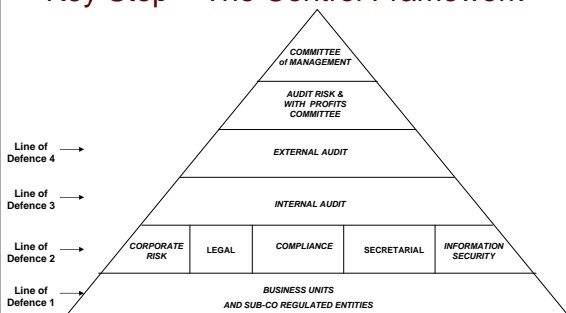 Key Step – The Control Framework
COMMITTEE
of MANAGEMENT
AUDIT RISK &
WITH PROFITS
COMMITTEE
Line of
Defence 4
EXTERNAL AUDIT
Line of
Defence 3
INTERNAL AUDIT
Line of
Defence 2
CORPORATE
RISK
LEGAL
COMPLIANCE
SECRETARIAL
INFORMATION
SECURITY
Line of
Defence 1
BUSINESS UNITS
AND SUB-CO REGULATED ENTITIES